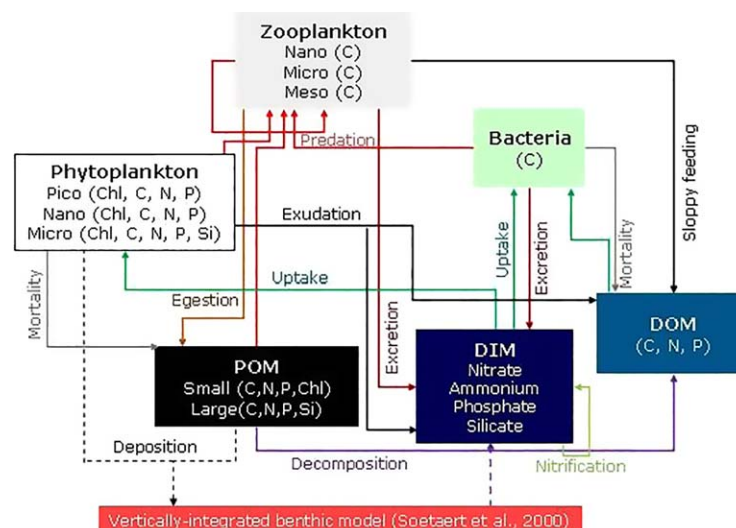 Zooplankton
Nano (C)
Micro (C)
Meso (C)
Predation
Bacteria
(C)
Sloppy feeding
Phytoplankton
Pico (Chl, C, N, P)
Nano (Chl, C, N, P)
Micro (Chl, C, N, P, Si)
Exudation
Uptake
Excretion
Mortality
Mortality
Egestion
Uptake
Excretion
POM
Small (C,N,P,Chl)
Large(C,N,P,Si)
DIM
Nitrate
Ammonium
Phosphate
Silicate
DOM
(C, N, P)
Deposition
Decomposition
Nitrification
Vertically-integrated benthic model (Soetaert et al., 2000)